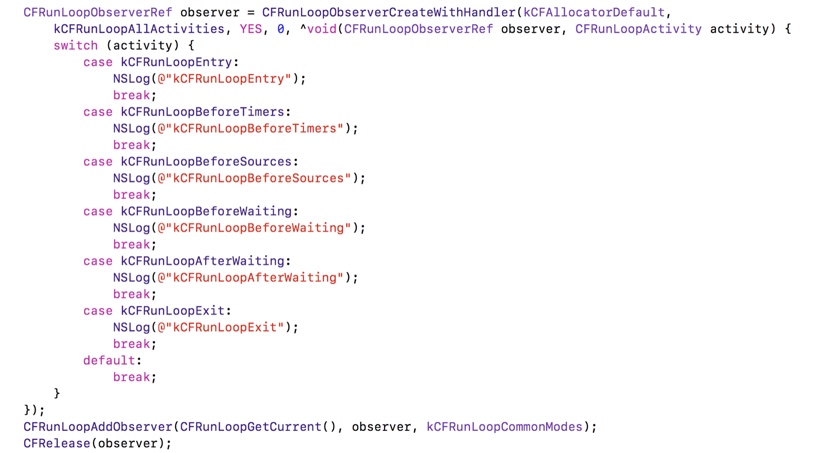 CFRunLoopObserverRef observer = CFRunLoopObserverCreateWithHandler(kCFAllocatorDefault,
    kCFRunLoopAllActivities, YES, 0, ^void(CFRunLoopObserverRef observer, CFRunLoopActivity activity) {
    switch (activity) {
        case kCFRunLoopEntry:
            NSLog(@"kCFRunLoopEntry");
            break;
        case kCFRunLoopBeforeTimers:
            NSLog(@"kCFRunLoopBeforeTimers");
            break;
        case kCFRunLoopBeforeSources:
            NSLog(@"kCFRunLoopBeforeSources");
            break;
        case kCFRunLoopBeforeWaiting:
            NSLog(@"kCFRunLoopBeforeWaiting");
            break;
        case kCFRunLoopAfterWaiting:
            NSLog(@"kCFRunLoopAfterWaiting");
            break;
        case kCFRunLoopExit:
            NSLog(@"kCFRunLoopExit");
            break;
        default:
            break;
    }
});
CFRunLoopAddObserver(CFRunLoopGetCurrent(), observer, kCFRunLoopCommonModes);
CFRelease(observer);